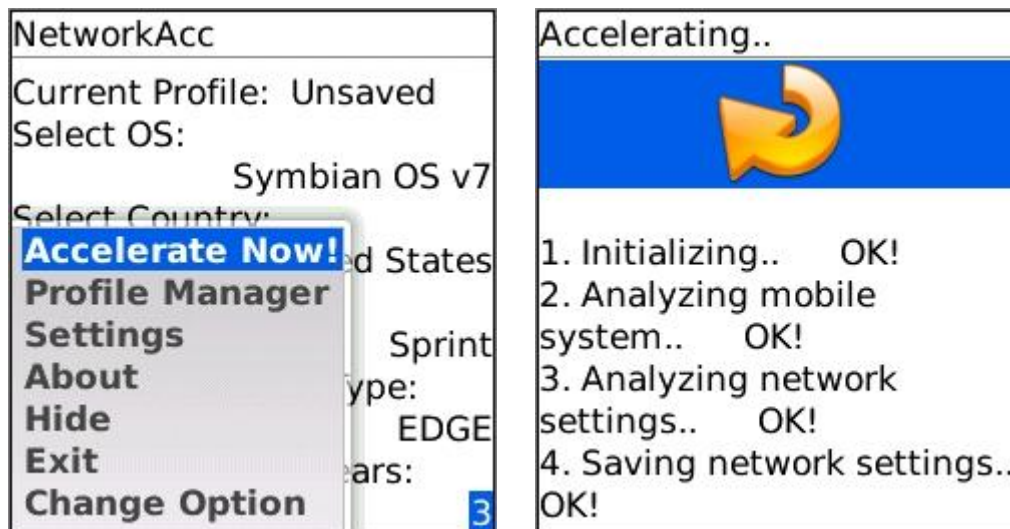 NetworkAcc
Current Profile: Unsaved
Select OS:
Symbian OS v7
Select Country:
d States
Sprint
ype:
EDGE
ars:
3
Accelerate Now!
Profile Manager
Settings
About
Hide
Exit
Change Option
Accelerating..
1. Initializing.. OK!
2. Analyzing mobile
system.. OK!
3. Analyzing network
settings.. OK!
4. Saving network settings..
OK!